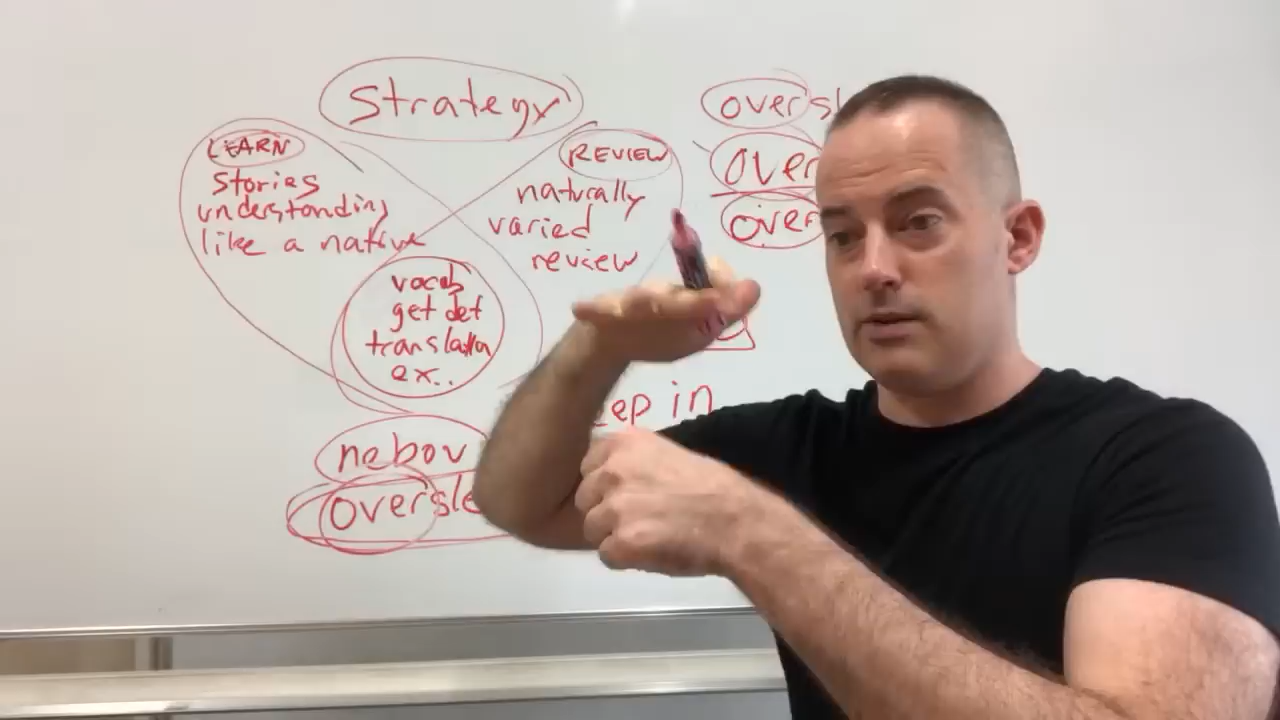 Strategy
LEARN
stories
understanding
like a native
REVIEW
naturally
varied
review
vocab
get def
translation
ex..
nebov
oversle
over
over
over
in